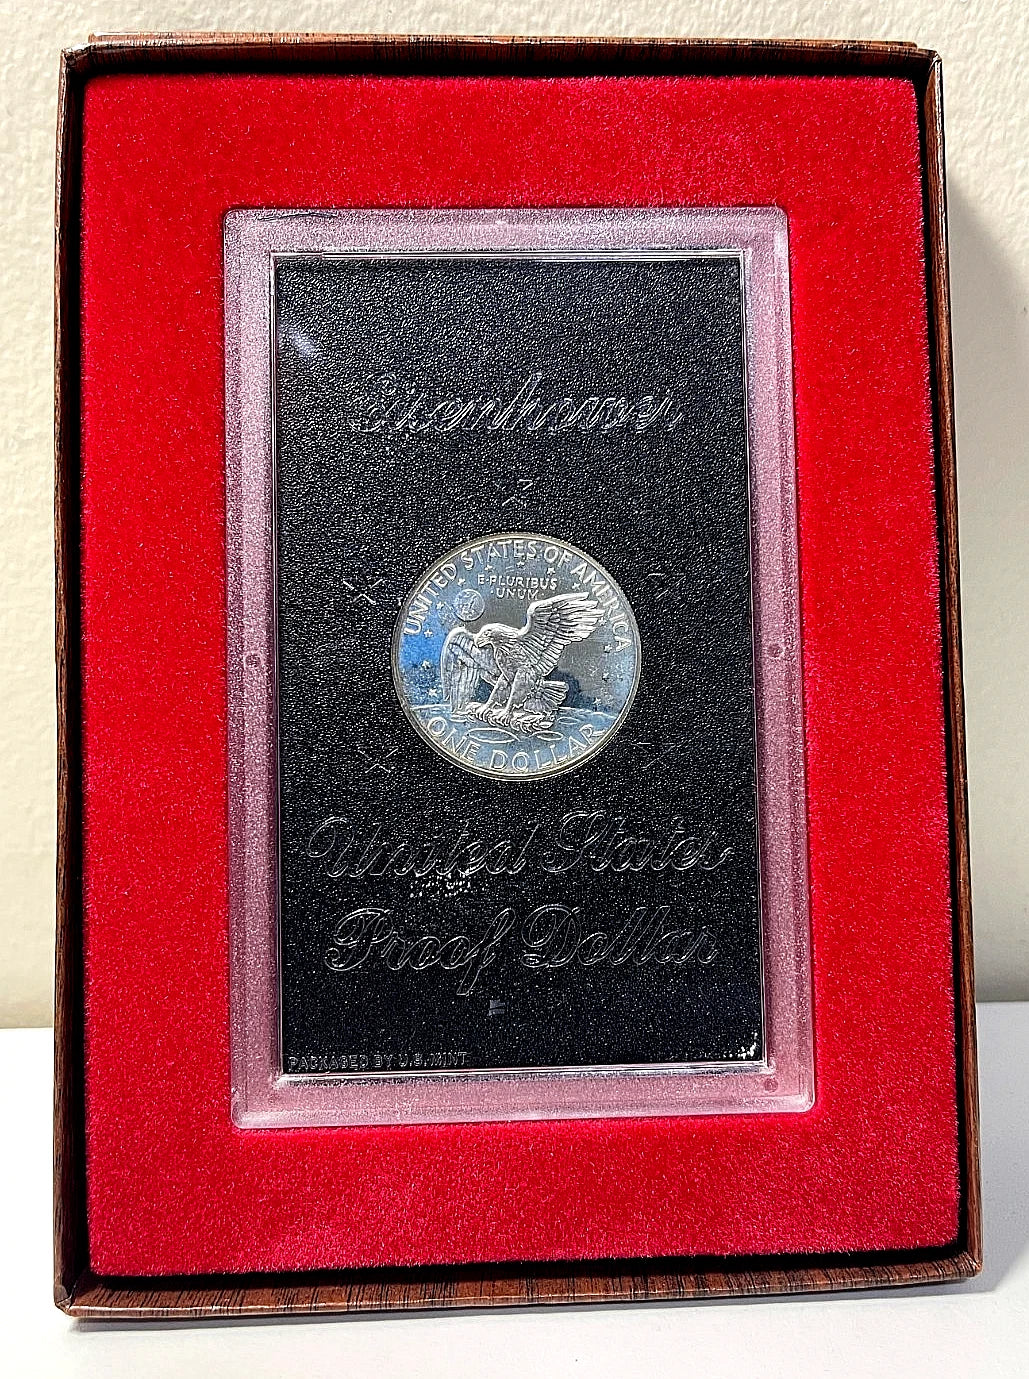 Eisenhower
UNITED STATES OF AMERICA
E·PLURIBUS
UNUM
ONE DOLLAR
United States
Proof Dollar
PACKAGED BY U.S. MINT